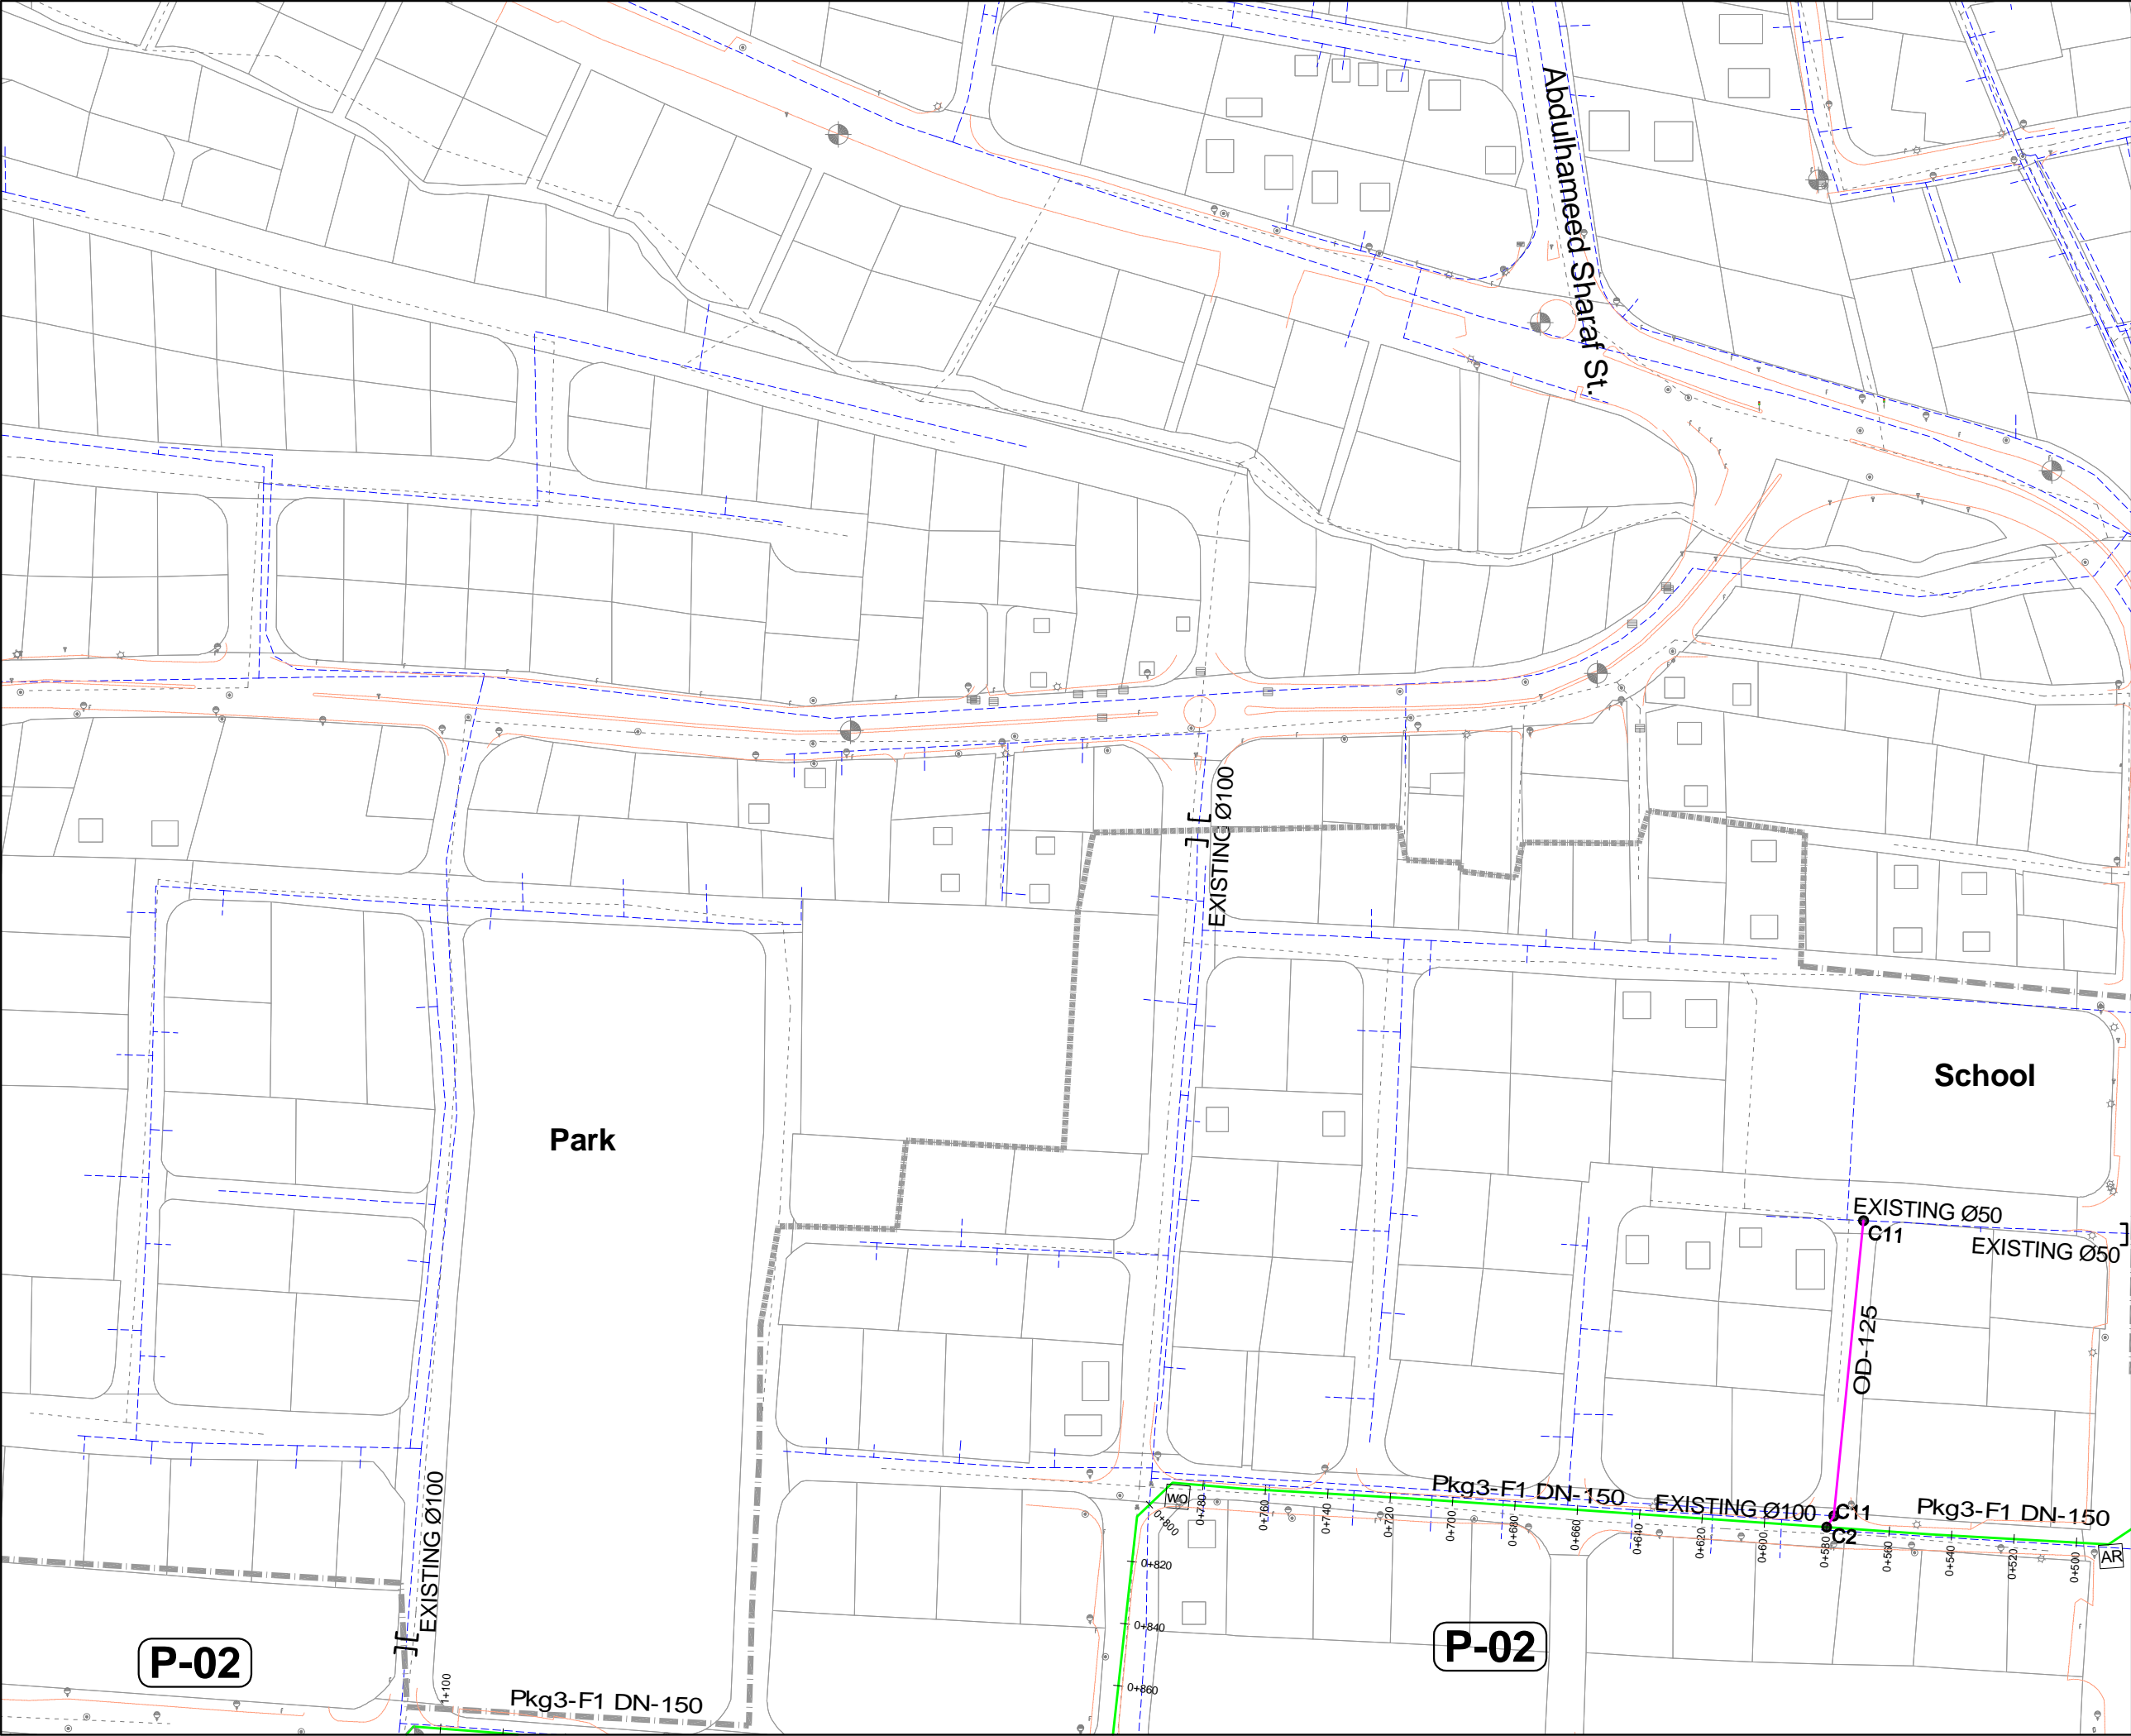 Abdulhameed Sharaf St.
EXISTING Ø100
School
Park
EXISTING Ø50
C11
EXISTING Ø50
OD-125
EXISTING Ø100
Pkg3-F1 DN-150
EXISTING Ø100
C11
C2
Pkg3-F1 DN-150
WO
0+800
0+780
0+760
0+740
0+720
0+700
0+680
0+660
0+640
0+620
0+600
0+580
0+560
0+540
0+520
0+500
AR
0+820
0+840
0+860
P-02
P-02
1+100
Pkg3-F1 DN-150